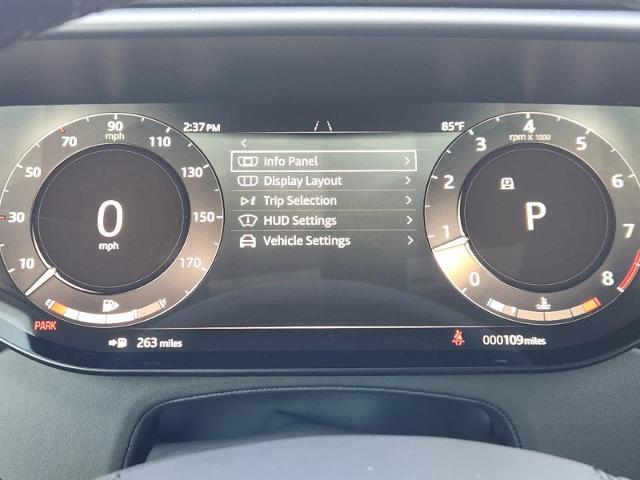 2:37 PM
85°F
Info Panel
Display Layout
Trip Selection
HUD Settings
Vehicle Settings
10
30
50
70
90
110
130
150
170
mph
0
mph
E
F
PARK
263 miles
0
1
2
3
4
5
6
7
8
rpm x 1000
P
000109 miles